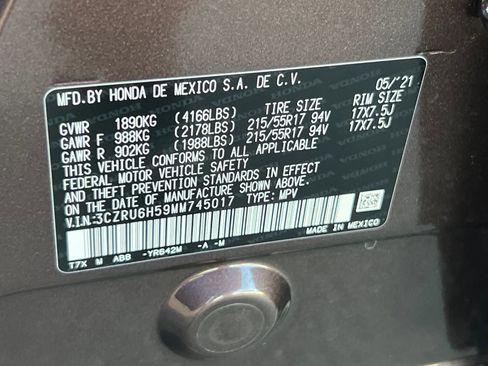 MFD.BY HONDA DE MEXICO S.A. DE C.V. 05/'21
GVWR 1890KG (4166LBS) TIRE SIZE RIM SIZE
GAWR F 988KG (2178LBS) 215/55R17 94V 17X7.5J
GAWR R 902KG (1988LBS) 215/55R17 94V 17X7.5J
THIS VEHICLE CONFORMS TO ALL APPLICABLE
FEDERAL MOTOR VEHICLE SAFETY AND
THEFT PREVENTION STANDARDS IN EFFECT
ON THE DATE OF MANUFACTURE SHOWN ABOVE.
V.I.N.:3CZRU6H59MM745017 TYPE: MPV
T7X M ABB -YR642M -A -M MADE IN MEXICO